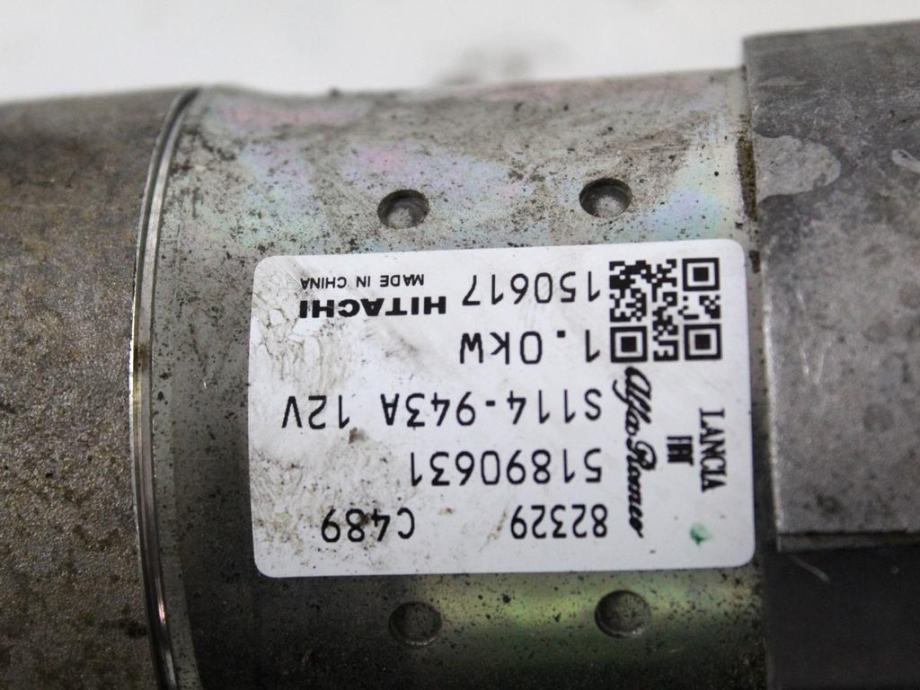 82329 C489
51890631
S114-943A 12V
1.0kW
150617 HITACHI
MADE IN CHINA
LANCIA
FIAT
Alfa Romeo